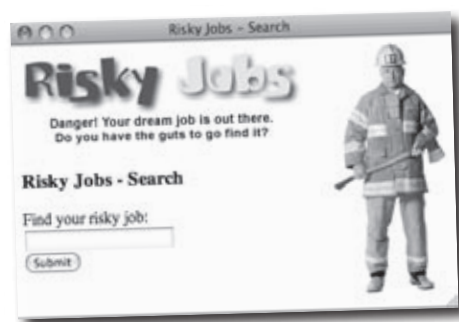 Risky Jobs - Search
Risky Jobs
Danger! Your dream job is out there.
Do you have the guts to go find it?
Risky Jobs - Search
Find your risky job:
Submit